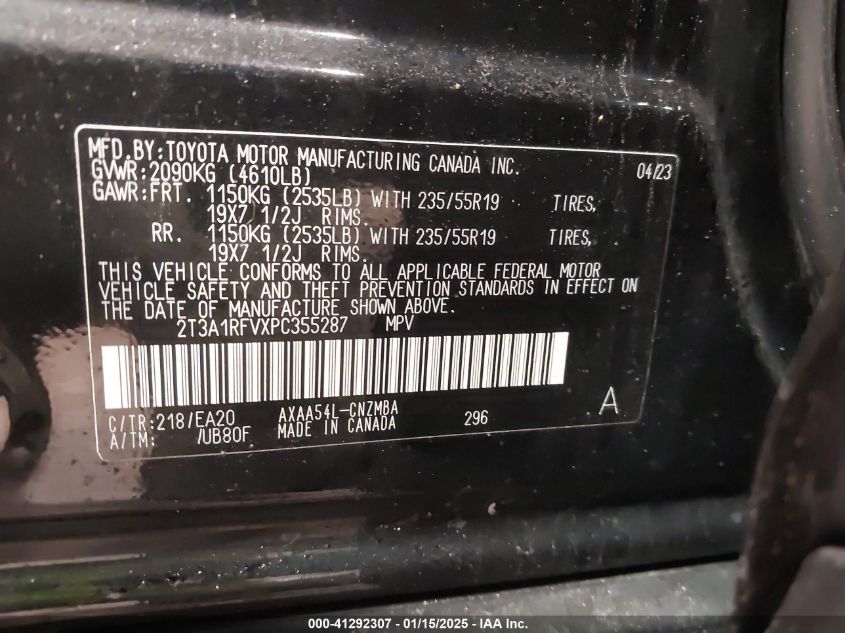 MFD.BY:TOYOTA MOTOR MANUFACTURING CANADA INC. 04/23
GVWR:2090KG (4610LB)
GAWR:FRT. 1150KG (2535LB) WITH 235/55R19 TIRES,
19X7 1/2J RIMS.
RR. 1150KG (2535LB) WITH 235/55R19 TIRES,
19X7 1/2J RIMS.
THIS VEHICLE CONFORMS TO ALL APPLICABLE FEDERAL MOTOR
VEHICLE SAFETY AND THEFT PREVENTION STANDARDS IN EFFECT ON
THE DATE OF MANUFACTURE SHOWN ABOVE.
2T3A1RFVXPC355287 MPV
C/TR:218/EA20 AXAA54L-CNZMBA 296 A
A/TM: /UB80F MADE IN CANADA
000-41292307 - 01/15/2025 - IAA Inc.